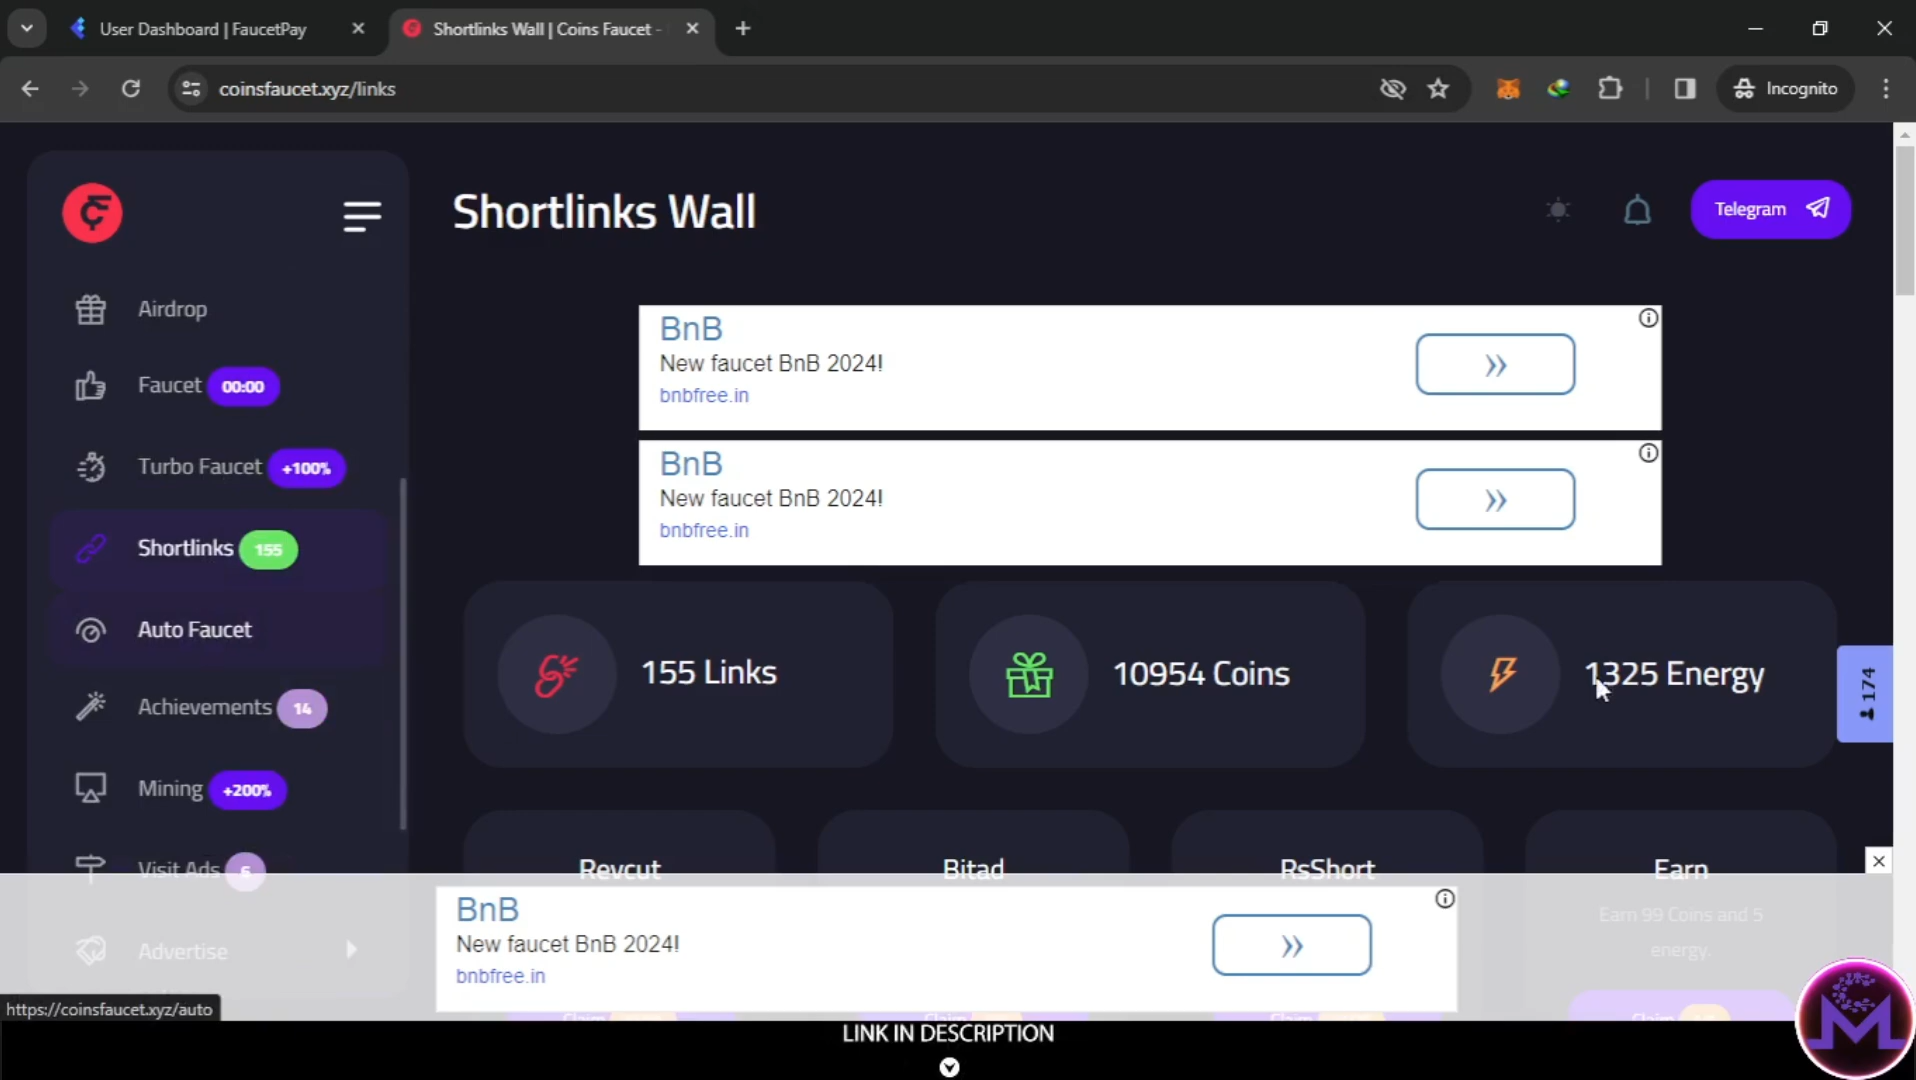 User Dashboard | FaucetPay
Shortlinks Wall | Coins Faucet -
coinsfaucet.xyz/links
Incognito
Shortlinks Wall
Telegram
Airdrop
Faucet 00:00
Turbo Faucet +100%
Shortlinks 155
Auto Faucet
Achievements 14
Mining +200%
Visit Ads 6
Advertise
BnB
New faucet BnB 2024!
bnbfree.in
BnB
New faucet BnB 2024!
bnbfree.in
155 Links
10954 Coins
1325 Energy
174
Revcut
Bitad
RsShort
Earn
Earn 99 Coins and 5
energy.
BnB
New faucet BnB 2024!
bnbfree.in
Claim
Claim
Claim
Claim
https://coinsfaucet.xyz/auto
LINK IN DESCRIPTION